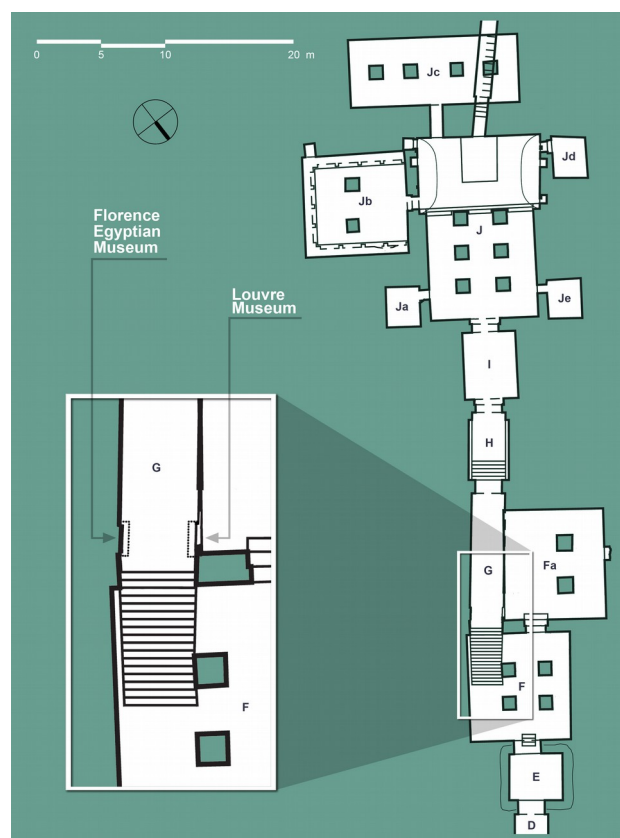 0 5 10 20 m
Jc
Jd
Jb
Florence
Egyptian
Museum
J
Louvre
Museum
Ja
Je
I
H
G
G
Fa
F
F
E
D